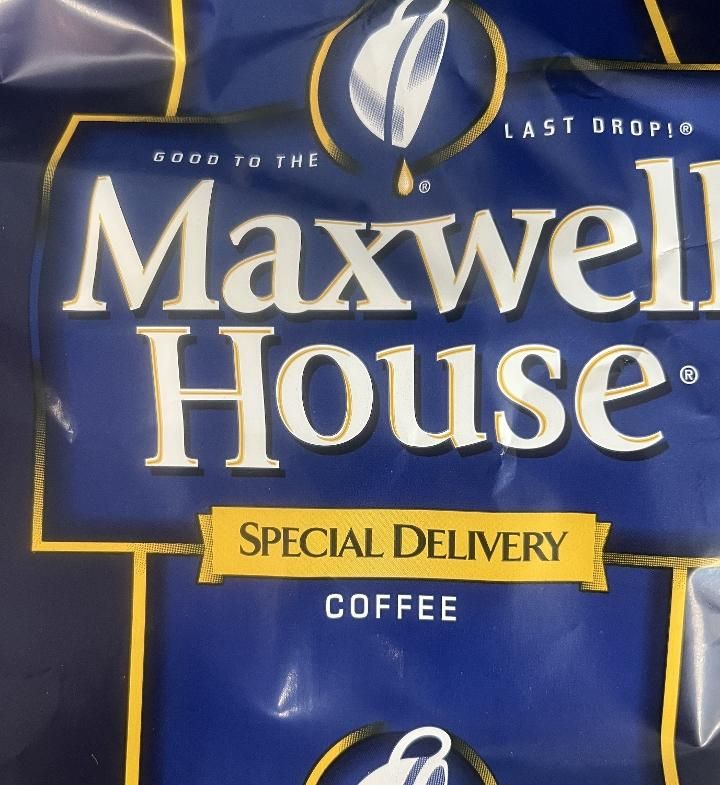 GOOD TO THE LAST DROP!®
®
Maxwell
House®
SPECIAL DELIVERY
COFFEE